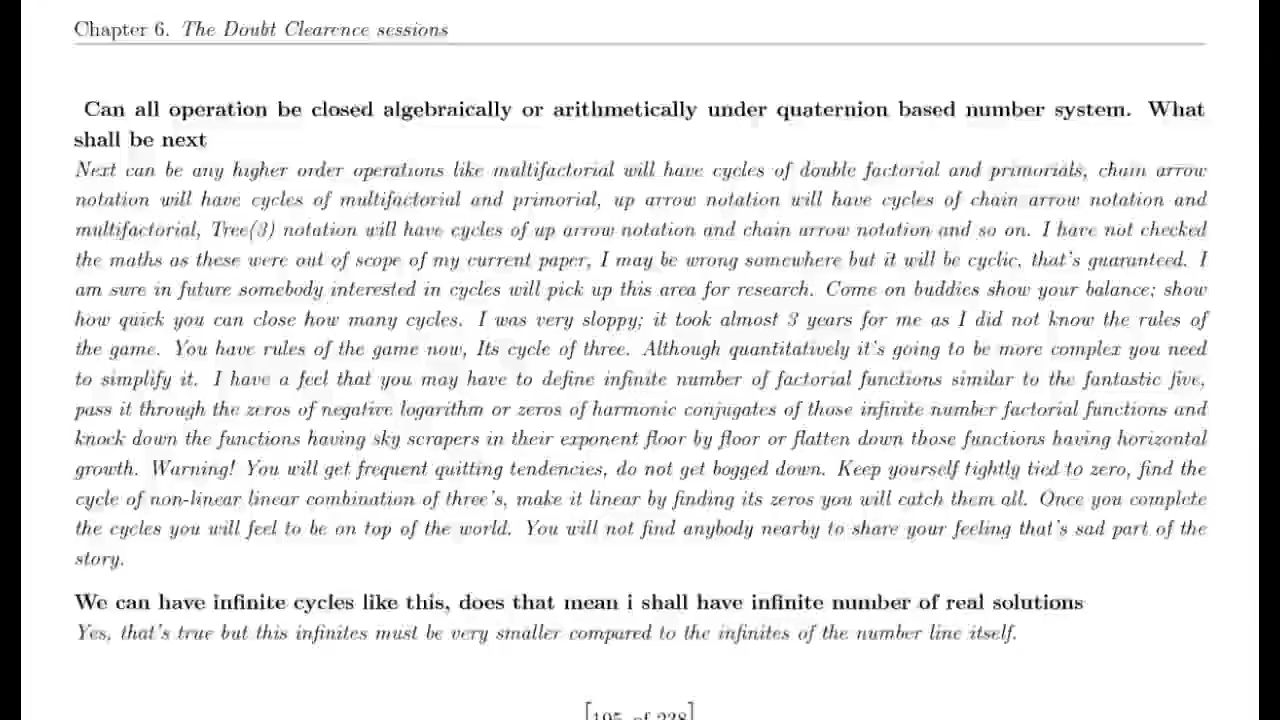 Chapter 6. The Doubt Clearence sessions
Can all operation be closed algebraically or arithmetically under quaternion based number system. What
shall be next
Next can be any higher order operations like multifactorial will have cycles of double factorial and primorials, chain arrow
notation will have cycles of multifactorial and primorial, up arrow notation will have cycles of chain arrow notation and
multifactorial, Tree(3) notation will have cycles of up arrow notation and chain arrow notation and so on. I have not checked
the maths as these were out of scope of my current paper, I may be wrong somewhere but it will be cyclic, that's guaranteed. I
am sure in future somebody interested in cycles will pick up this area for research. Come on buddies show your balance; show
how quick you can close how many cycles. I was very sloppy; it took almost 3 years for me as I did not know the rules of
the game. You have rules of the game now, Its cycle of three. Although quantitatively it's going to be more complex you need
to simplify it. I have a feel that you may have to define infinite number of factorial functions similar to the fantastic five,
pass it through the zeros of negative logarithm or zeros of harmonic conjugates of those infinite number factorial functions and
knock down the functions having sky scrapers in their exponent floor by floor or flatten down those functions having horizontal
growth. Warning! You will get frequent quitting tendencies, do not get bogged down. Keep yourself tightly tied to zero, find the
cycle of non-linear linear combination of three's, make it linear by finding its zeros you will catch them all. Once you complete
the cycles you will feel to be on top of the world. You will not find anybody nearby to share your feeling that's sad part of the
story.
We can have infinite cycles like this, does that mean i shall have infinite number of real solutions
Yes, that's true but this infinites must be very smaller compared to the infinites of the number line itself.
[195 of 228]